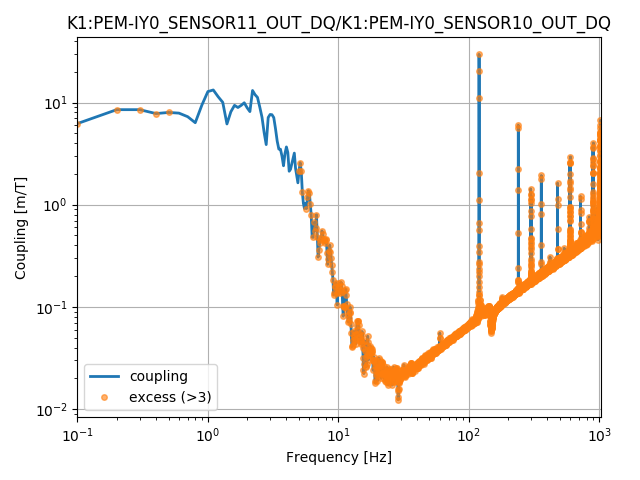 K1:PEM-IY0_SENSOR11_OUT_DQ/K1:PEM-IY0_SENSOR10_OUT_DQ
Coupling [m/T]
10¹
10⁰
10⁻¹
10⁻²
coupling
excess (>3)
10⁻¹ 10⁰ 10¹ 10² 10³
Frequency [Hz]